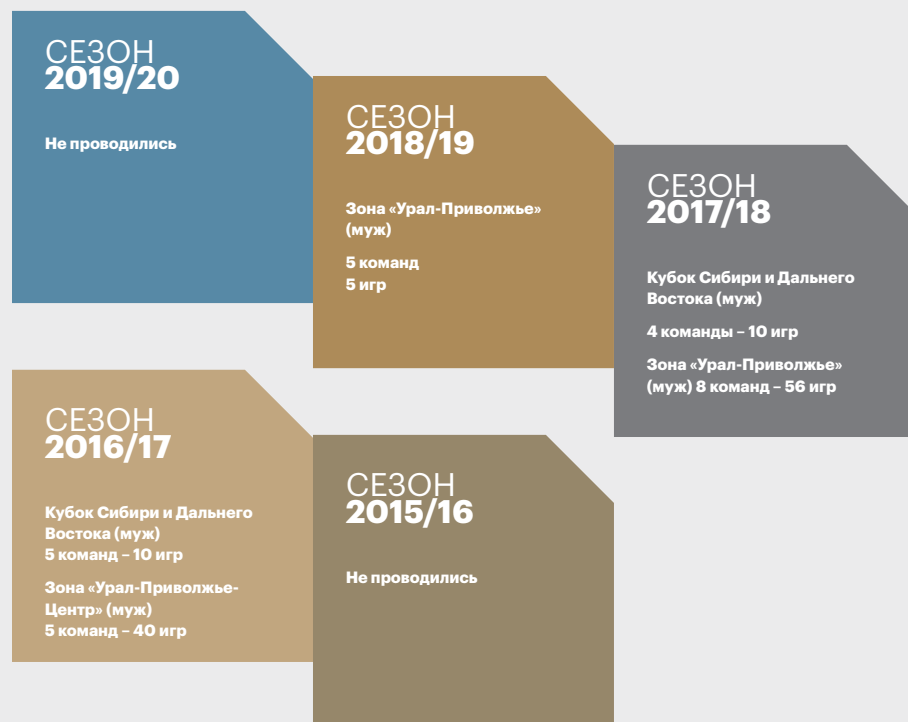 СЕЗОН
2019/20
Не проводились
СЕЗОН
2018/19
Зона «Урал-Приволжье»
(муж)
5 команд
5 игр
СЕЗОН
2017/18
Кубок Сибири и Дальнего
Востока (муж)
4 команды – 10 игр
Зона «Урал-Приволжье»
(муж) 8 команд – 56 игр
СЕЗОН
2016/17
Кубок Сибири и Дальнего
Востока (муж)
5 команд – 10 игр
Зона «Урал-Приволжье-
Центр» (муж)
5 команд – 40 игр
СЕЗОН
2015/16
Не проводились